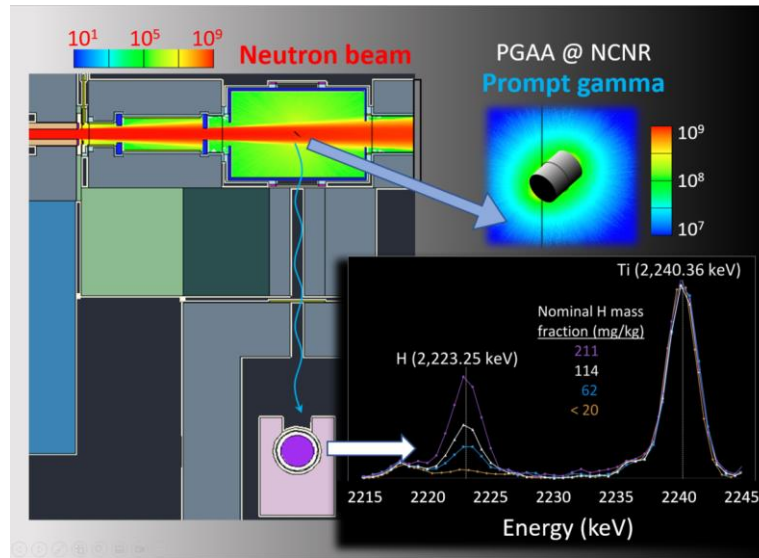 10¹ 10⁵ 10⁹
Neutron beam
PGAA @ NCNR
Prompt gamma
10⁹
10⁸
10⁷
Ti (2,240.36 keV)
Nominal H mass
fraction (mg/kg)
211
114
62
< 20
H (2,223.25 keV)
2215 2220 2225 2230 2235 2240 2245
Energy (keV)